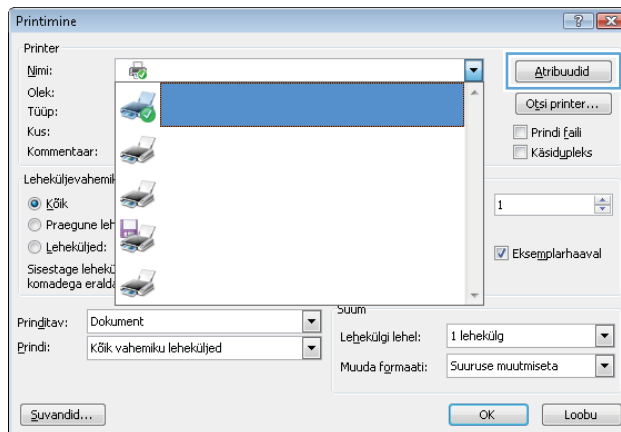 Printimine
Printer
Nimi:
Atribuudid
Olek:
Otsi printer...
Tüüp:
Kus:
Prindi faili
Kommentaar:
Käsidupleks
Leheküljevahemik
Kõik
1
Praegune leh
Leheküljed:
Eksemplarhaaval
Sisestage lehekü
komadega eralda
Suum
Prinditav:
Dokument
Lehekülgi lehel:
1 lehekülg
Prindi:
Kõik vahemiku leheküljed
Muuda formaati:
Suuruse muutmiseta
Suvandid...
OK
Loobu